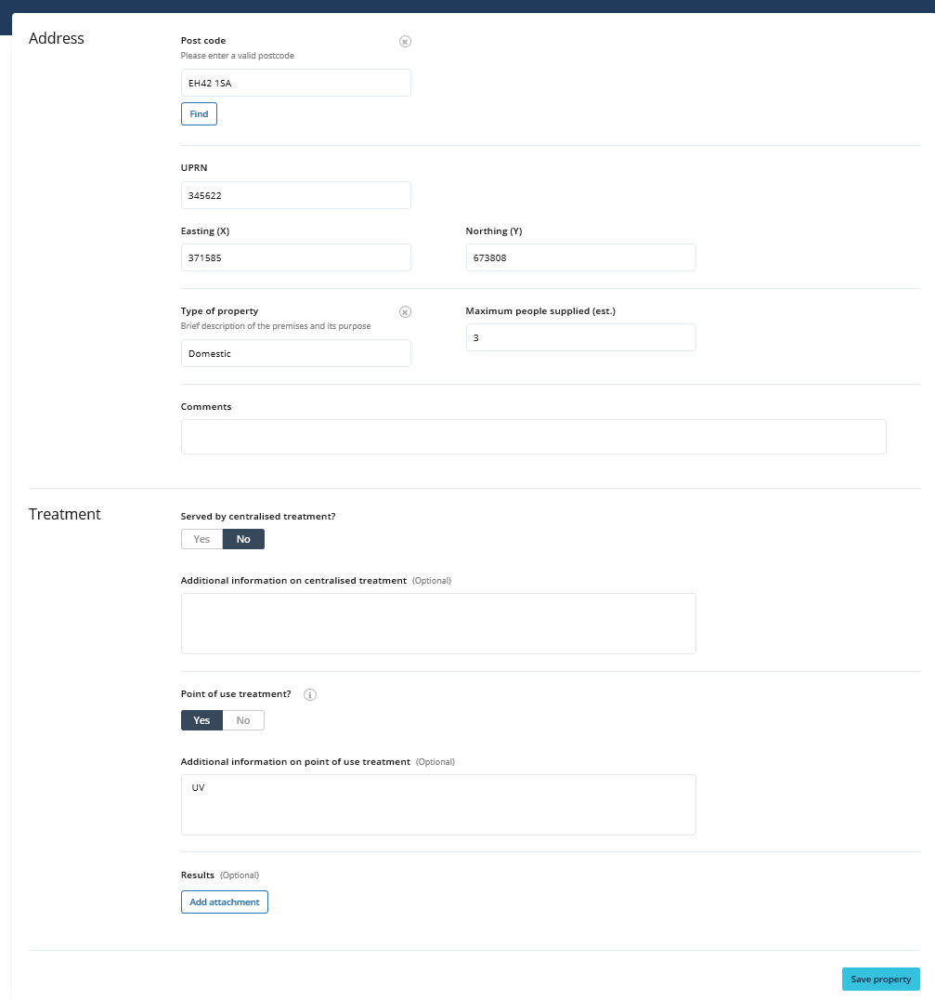 Address
Post code
Please enter a valid postcode
EH42 1SA
Find
UPRN
345622
Easting (X)
Northing (Y)
371585
673808
Type of property
Maximum people supplied (est.)
Brief description of the premises and its purpose
Domestic
3
Comments
Treatment
Served by centralised treatment?
Yes No
Additional information on centralised treatment (Optional)
Point of use treatment?
Yes No
Additional information on point of use treatment (Optional)
UV
Results (Optional)
Add attachment
Save property